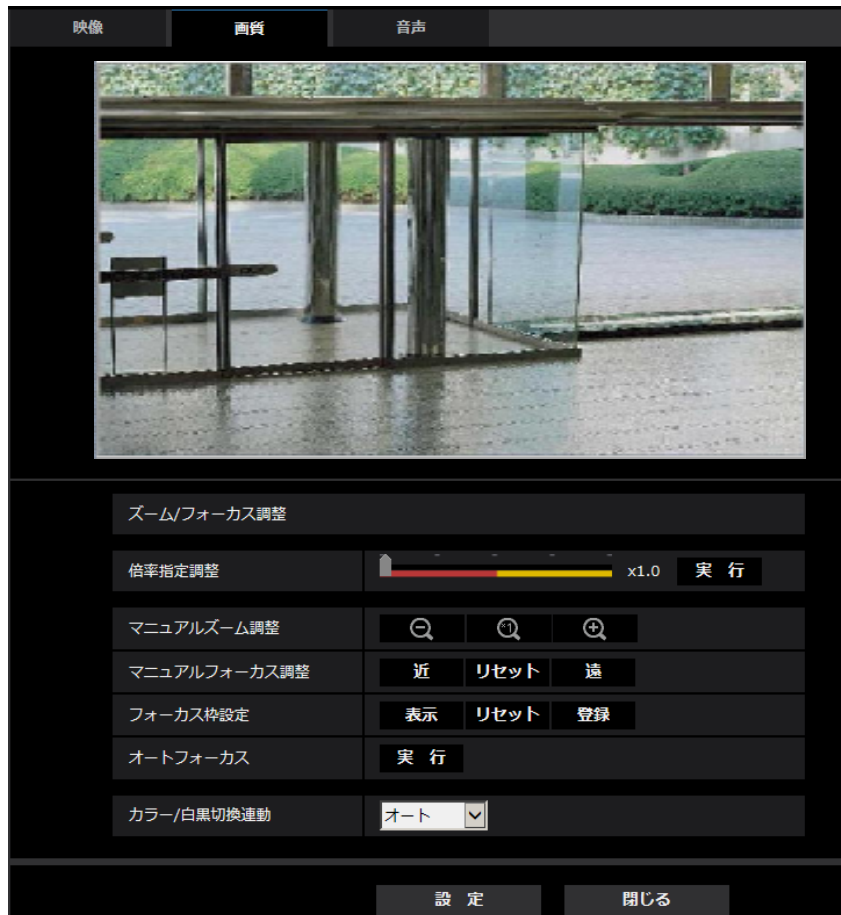 映像 画質 音声
ズーム/フォーカス調整
倍率指定調整 x1.0 実 行
マニュアルズーム調整 ×1
マニュアルフォーカス調整 近 リセット 遠
フォーカス枠設定 表示 リセット 登録
オートフォーカス 実 行
カラー/白黒切換連動 オート
設 定 閉じる